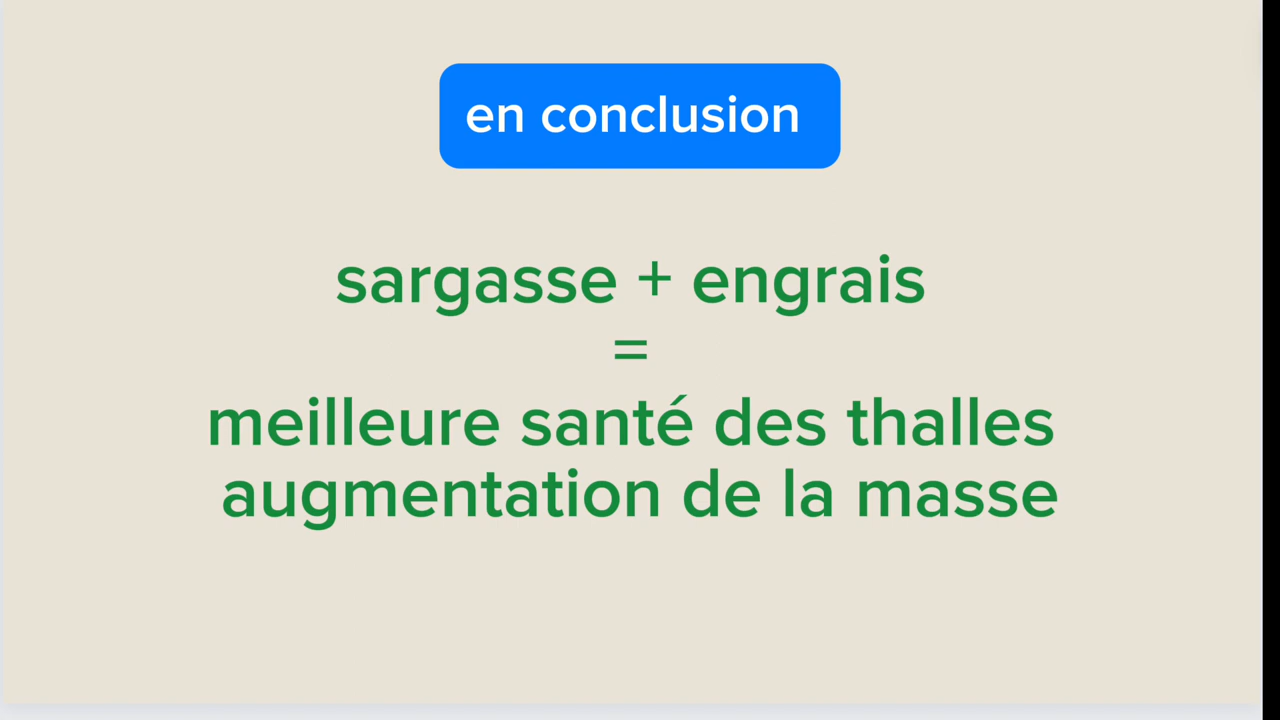 en conclusion
sargasse + engrais
=
meilleure santé des thalles
augmentation de la masse